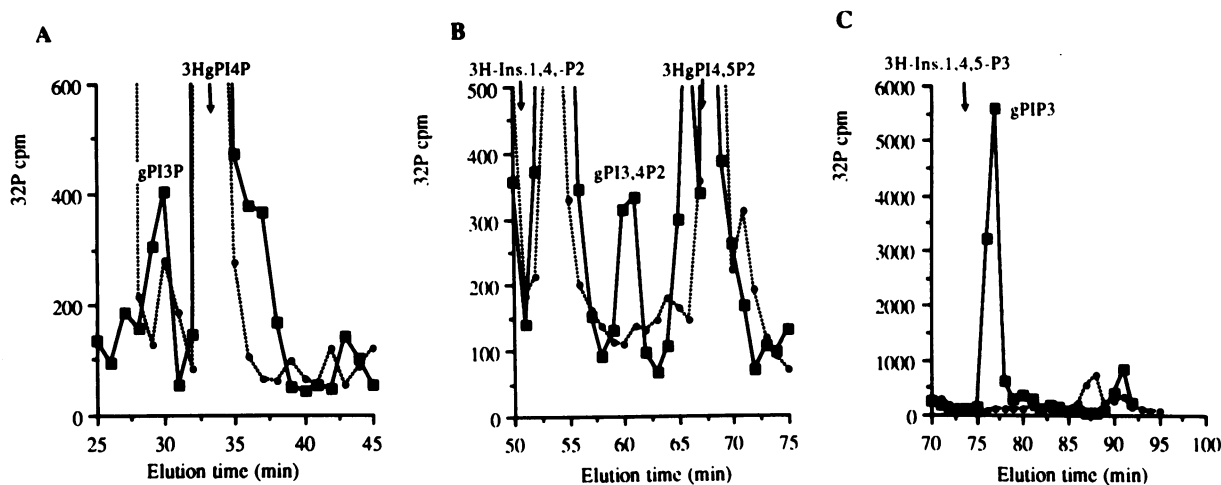 A
3HgPI4P
600
400
200
0
32P cpm
gPI3P
25
30
35
40
45
Elution time (min)
B
3H-Ins.1,4,-P2
3HgPI4,5P2
500
400
300
200
100
0
32P cpm
gPI3,4P2
50
55
60
65
70
75
Elution time (min)
C
3H-Ins.1,4,5-P3
6000
5000
4000
3000
2000
1000
0
32P cpm
gPIP3
70
75
80
85
90
95
100
Elution time (min)